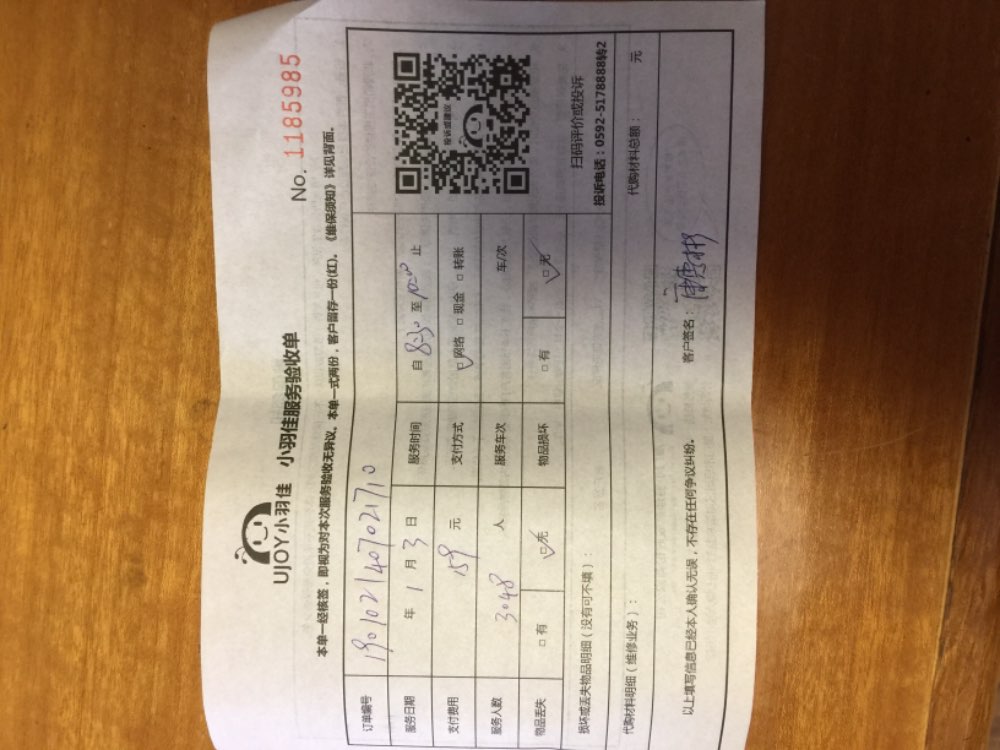 UJOY小羽佳 小羽佳服务验收单
No. 1185985
本单一经核签，即视为对本次服务验收无异议。本单一式两份，客户留存一份(红)。《维保须知》详见背面。
订单编号 190102140702710
服务日期 年 1 月 3 日 服务时间 自 8:30 至 10:00 止
支付费用 159 元 支付方式 ☑网络 □现金 □转账
服务人数 3048 人 服务车次 车/次
物品丢失 □有 ☑无 物品损坏 □有 ☑无
投诉或建议
扫码评价或投诉
投诉电话：0592-5178888转2
损坏或丢失物品明细（没有可不填）：
代购材料明细（维修业务）： 代购材料总额： 元
以上填写信息已经本人确认无误，不存在任何争议纠纷。 客户签名：